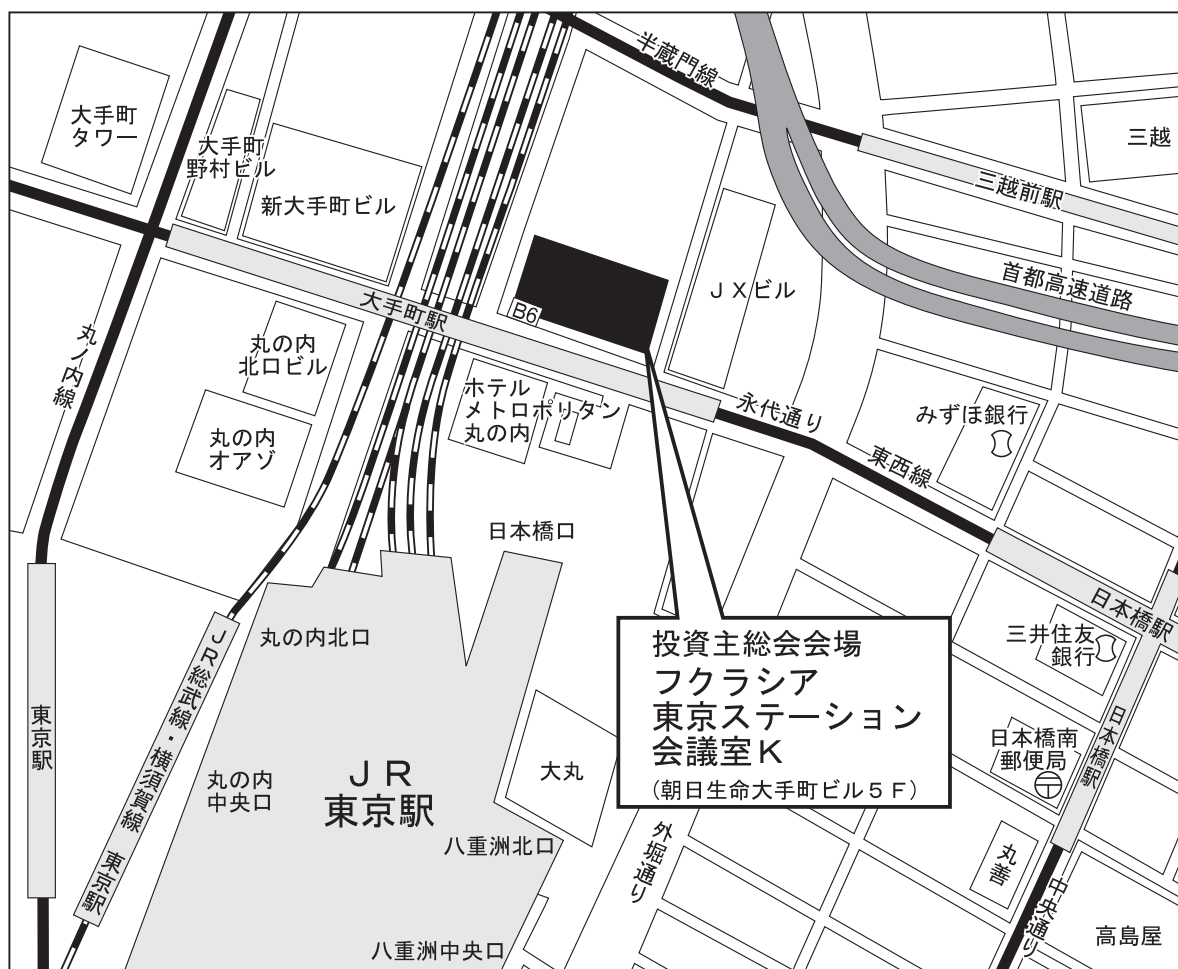 半蔵門線
大手町
タワー
大手町
野村ビル
新大手町ビル
三越
三越前駅
首都高速道路
JXビル
B6
大手町駅
丸ノ内線
丸の内
北口ビル
丸の内
オアゾ
ホテル
メトロポリタン
丸の内
永代通り
東西線
みずほ銀行
日本橋口
日本橋駅
三井住友
銀行
丸の内北口
JR総武線・横須賀線 東京駅
東京駅
丸の内
中央口
JR
東京駅
大丸
八重洲北口
八重洲中央口
外堀通り
投資主総会会場
フクラシア
東京ステーション
会議室K
(朝日生命大手町ビル5F)
日本橋南
郵便局
日本橋駅
丸善
中央通り
高島屋